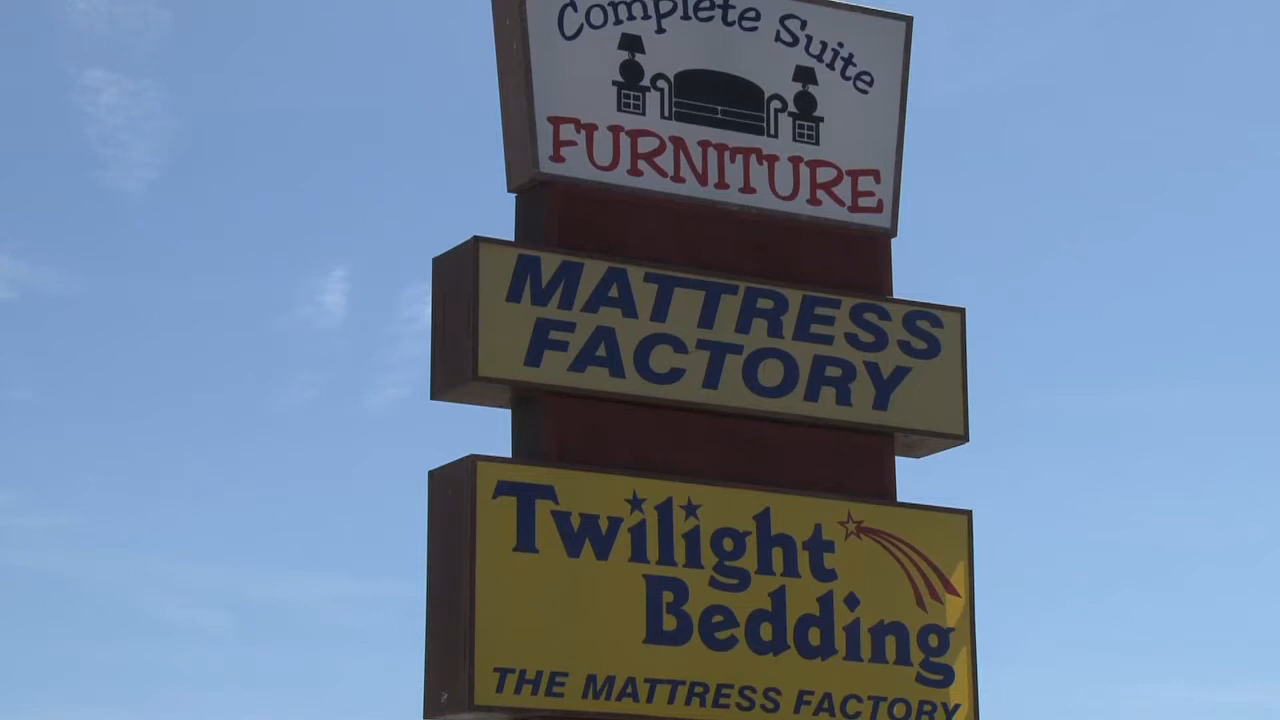 Complete Suite
FURNITURE
MATTRESS
FACTORY
Twilight
Bedding
THE MATTRESS FACTORY